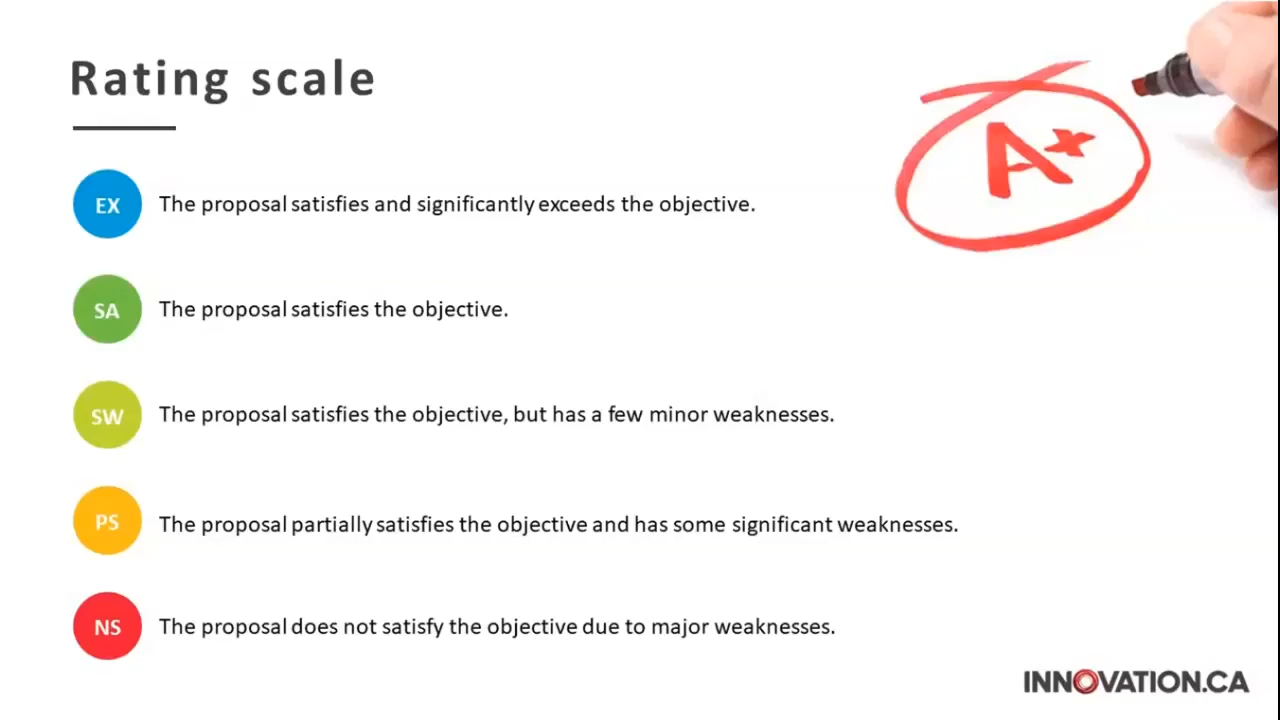 Rating scale
A+
EX
The proposal satisfies and significantly exceeds the objective.
SA
The proposal satisfies the objective.
SW
The proposal satisfies the objective, but has a few minor weaknesses.
PS
The proposal partially satisfies the objective and has some significant weaknesses.
NS
The proposal does not satisfy the objective due to major weaknesses.
INNOVATION.CA